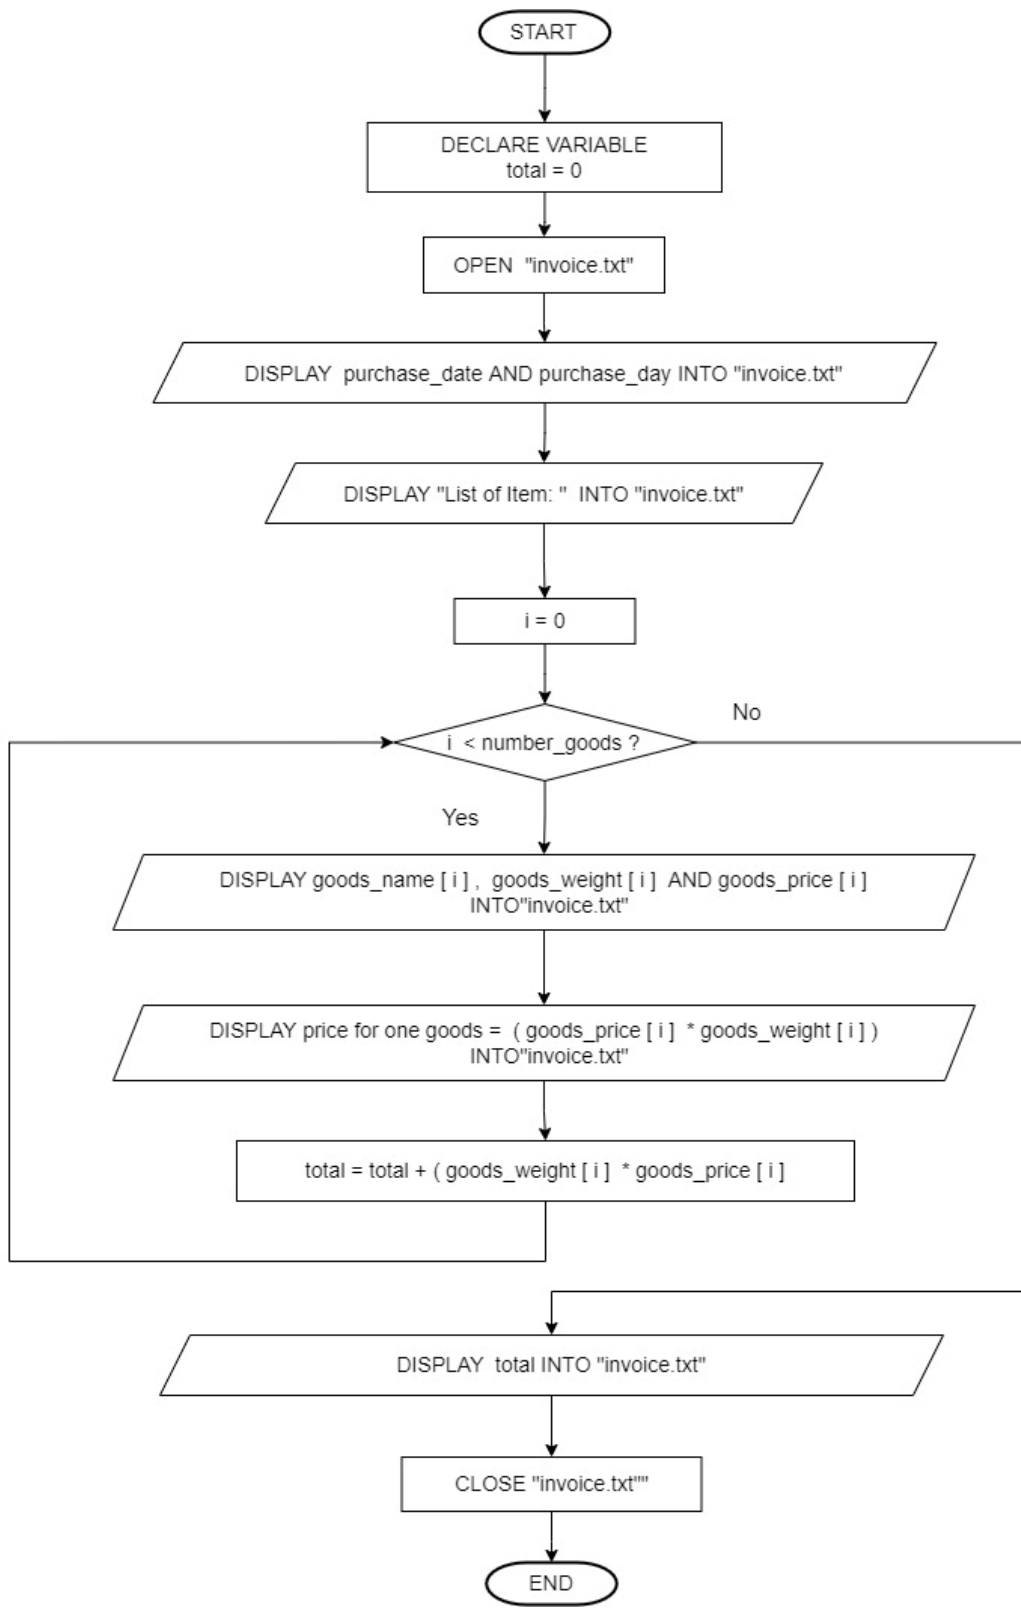 START
DECLARE VARIABLE
total = 0
OPEN  "invoice.txt"
DISPLAY  purchase_date AND purchase_day INTO "invoice.txt"
DISPLAY "List of Item: "  INTO "invoice.txt"
i = 0
No
i  < number_goods ?
Yes
DISPLAY goods_name [ i ] ,  goods_weight [ i ]  AND goods_price [ i ]
INTO"invoice.txt"
DISPLAY price for one goods =  ( goods_price [ i ]  * goods_weight [ i ] )
INTO"invoice.txt"
total = total + ( goods_weight [ i ]  * goods_price [ i ]
DISPLAY  total INTO "invoice.txt"
CLOSE "invoice.txt""
END